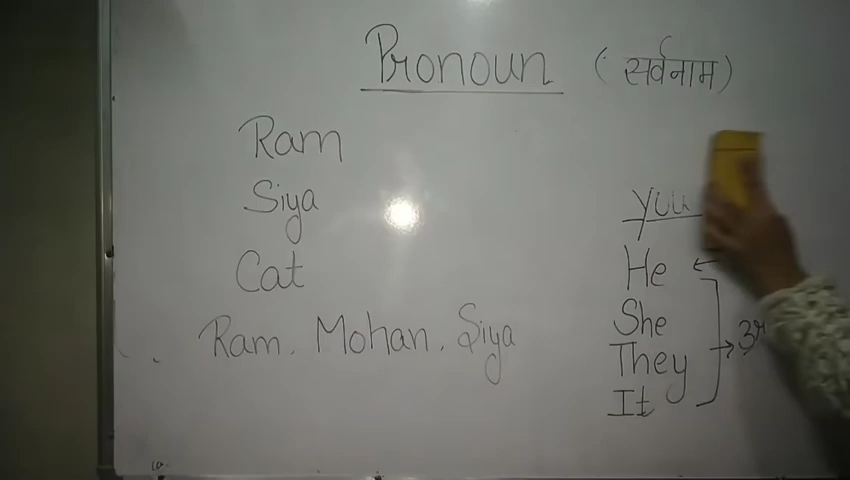 Pronoun (सर्वनाम)
Ram
Siya
Cat
Ram. Mohan. Siya
you
He
She
They
It